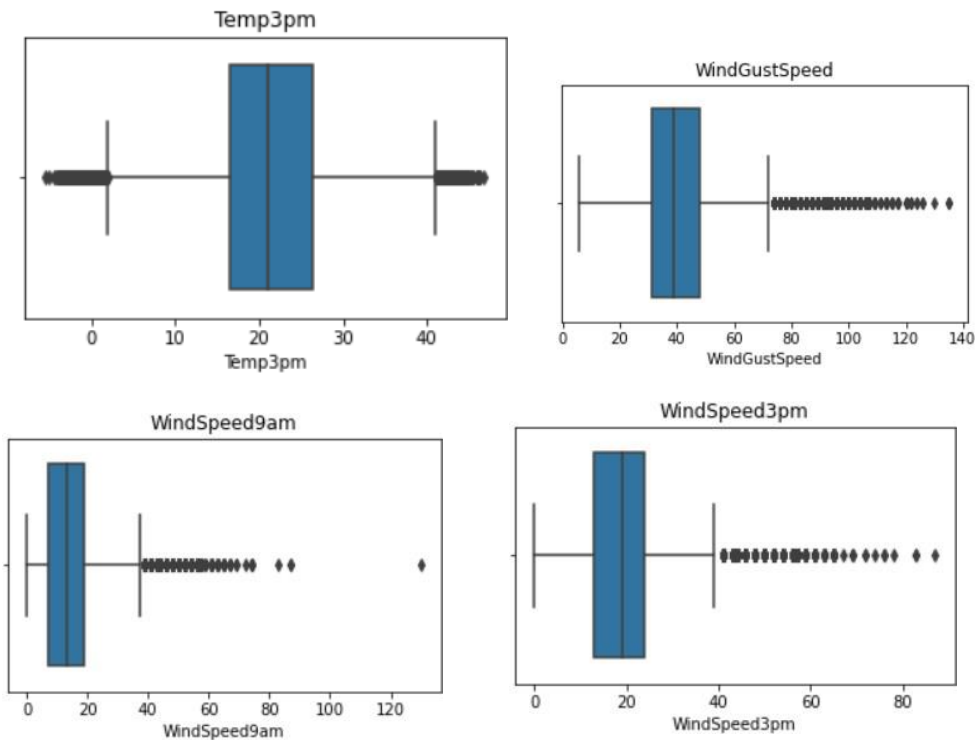 Temp3pm
0 10 20 30 40
Temp3pm
WindGustSpeed
0 20 40 60 80 100 120 140
WindGustSpeed
WindSpeed9am
0 20 40 60 80 100 120
WindSpeed9am
WindSpeed3pm
0 20 40 60 80
WindSpeed3pm